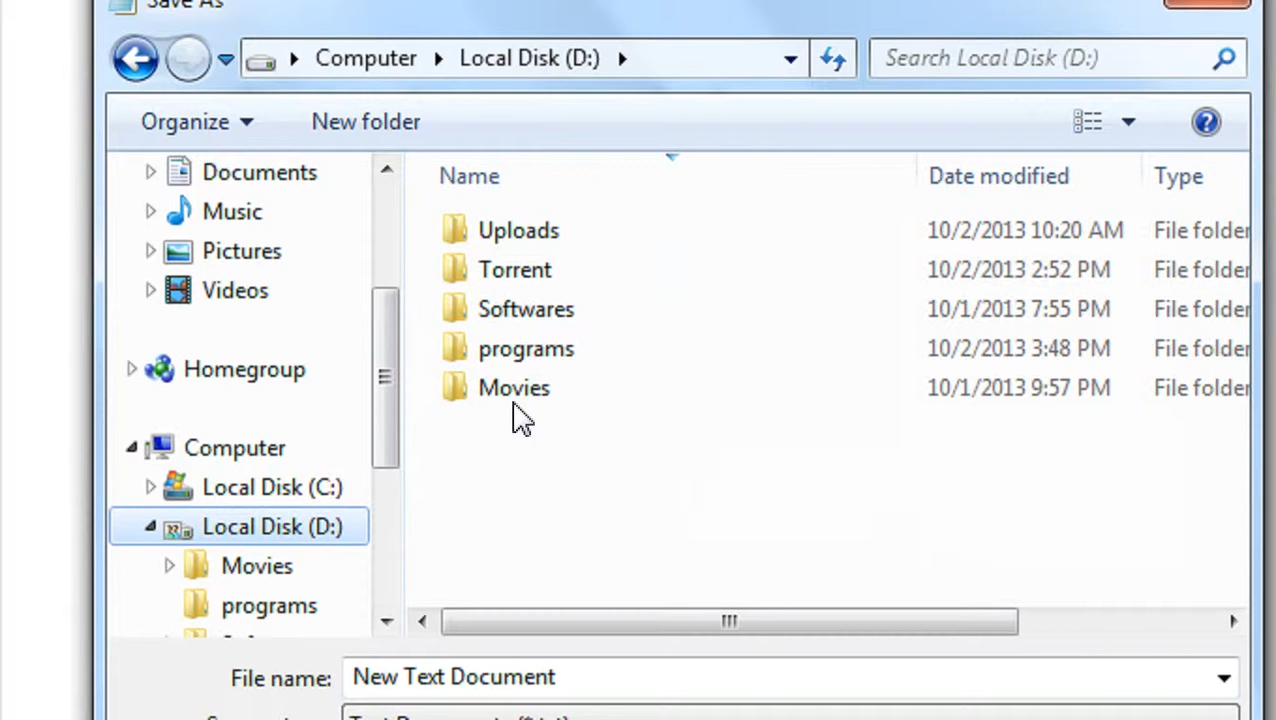 Save As
Computer Local Disk (D:) Search Local Disk (D:)
Organize New folder
Documents
Music
Pictures
Videos
Homegroup
Computer
Local Disk (C:)
Local Disk (D:)
Movies
programs
Name Date modified Type
Uploads 10/2/2013 10:20 AM File folder
Torrent 10/2/2013 2:52 PM File folder
Softwares 10/1/2013 7:55 PM File folder
programs 10/2/2013 3:48 PM File folder
Movies 10/1/2013 9:57 PM File folder
File name: New Text Document